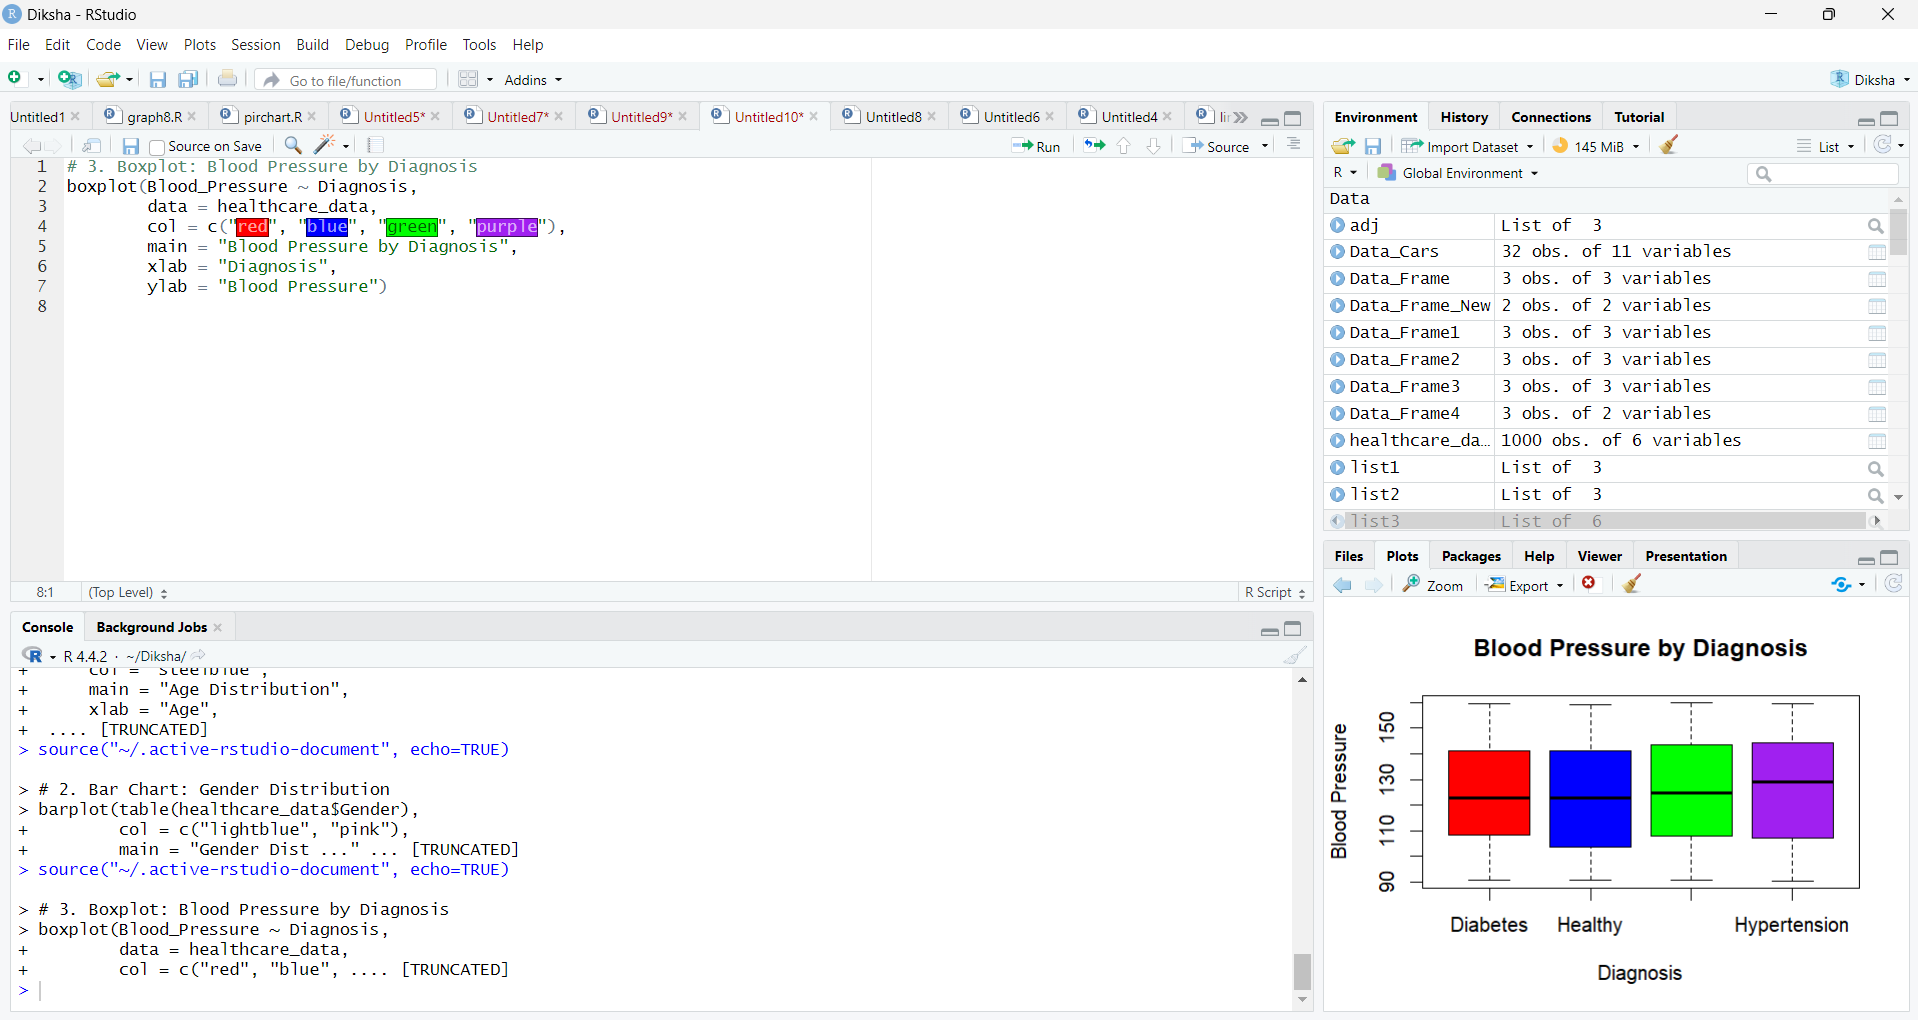 Diksha - RStudio
File Edit Code View Plots Session Build Debug Profile Tools Help
Go to file/function Addins Diksha
Untitled1 graph8.R pirchart.R Untitled5* Untitled7* Untitled9* Untitled10* Untitled8 Untitled6 Untitled4
Source on Save Run Source
1 # 3. Boxplot: Blood Pressure by Diagnosis
2 boxplot(Blood_Pressure ~ Diagnosis,
3 data = healthcare_data,
4 col = c("red", "blue", "green", "purple"),
5 main = "Blood Pressure by Diagnosis",
6 xlab = "Diagnosis",
7 ylab = "Blood Pressure")
8
8:1 (Top Level) R Script
Console Background Jobs
R 4.4.2 · ~/Diksha/
+ col = "steelblue",
+ main = "Age Distribution",
+ xlab = "Age",
+ .... [TRUNCATED]
> source("~/.active-rstudio-document", echo=TRUE)
> # 2. Bar Chart: Gender Distribution
> barplot(table(healthcare_data$Gender),
+ col = c("lightblue", "pink"),
+ main = "Gender Dist ..." ... [TRUNCATED]
> source("~/.active-rstudio-document", echo=TRUE)
> # 3. Boxplot: Blood Pressure by Diagnosis
> boxplot(Blood_Pressure ~ Diagnosis,
+ data = healthcare_data,
+ col = c("red", "blue", .... [TRUNCATED]
>
Environment History Connections Tutorial
Import Dataset 145 MiB List
R Global Environment
Data
adj List of 3
Data_Cars 32 obs. of 11 variables
Data_Frame 3 obs. of 3 variables
Data_Frame_New 2 obs. of 2 variables
Data_Frame1 3 obs. of 3 variables
Data_Frame2 3 obs. of 3 variables
Data_Frame3 3 obs. of 3 variables
Data_Frame4 3 obs. of 2 variables
healthcare_da… 1000 obs. of 6 variables
list1 List of 3
list2 List of 3
list3 List of 6
Files Plots Packages Help Viewer Presentation
Zoom Export
Blood Pressure by Diagnosis
Blood Pressure
150
130
110
90
Diabetes Healthy Hypertension
Diagnosis